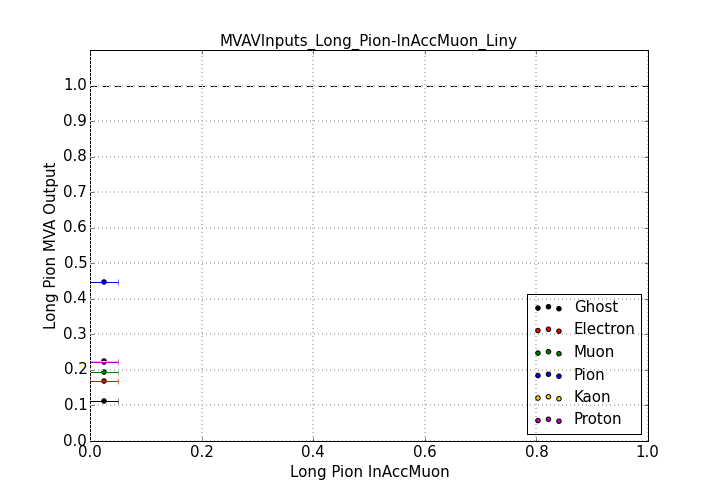 MVAVInputs_Long_Pion-InAccMuon_Liny
1.0
0.9
0.8
0.7
0.6
0.5
0.4
0.3
0.2
0.1
0.0
Long Pion MVA Output
Ghost
Electron
Muon
Pion
Kaon
Proton
0.0 0.2 0.4 0.6 0.8 1.0
Long Pion InAccMuon